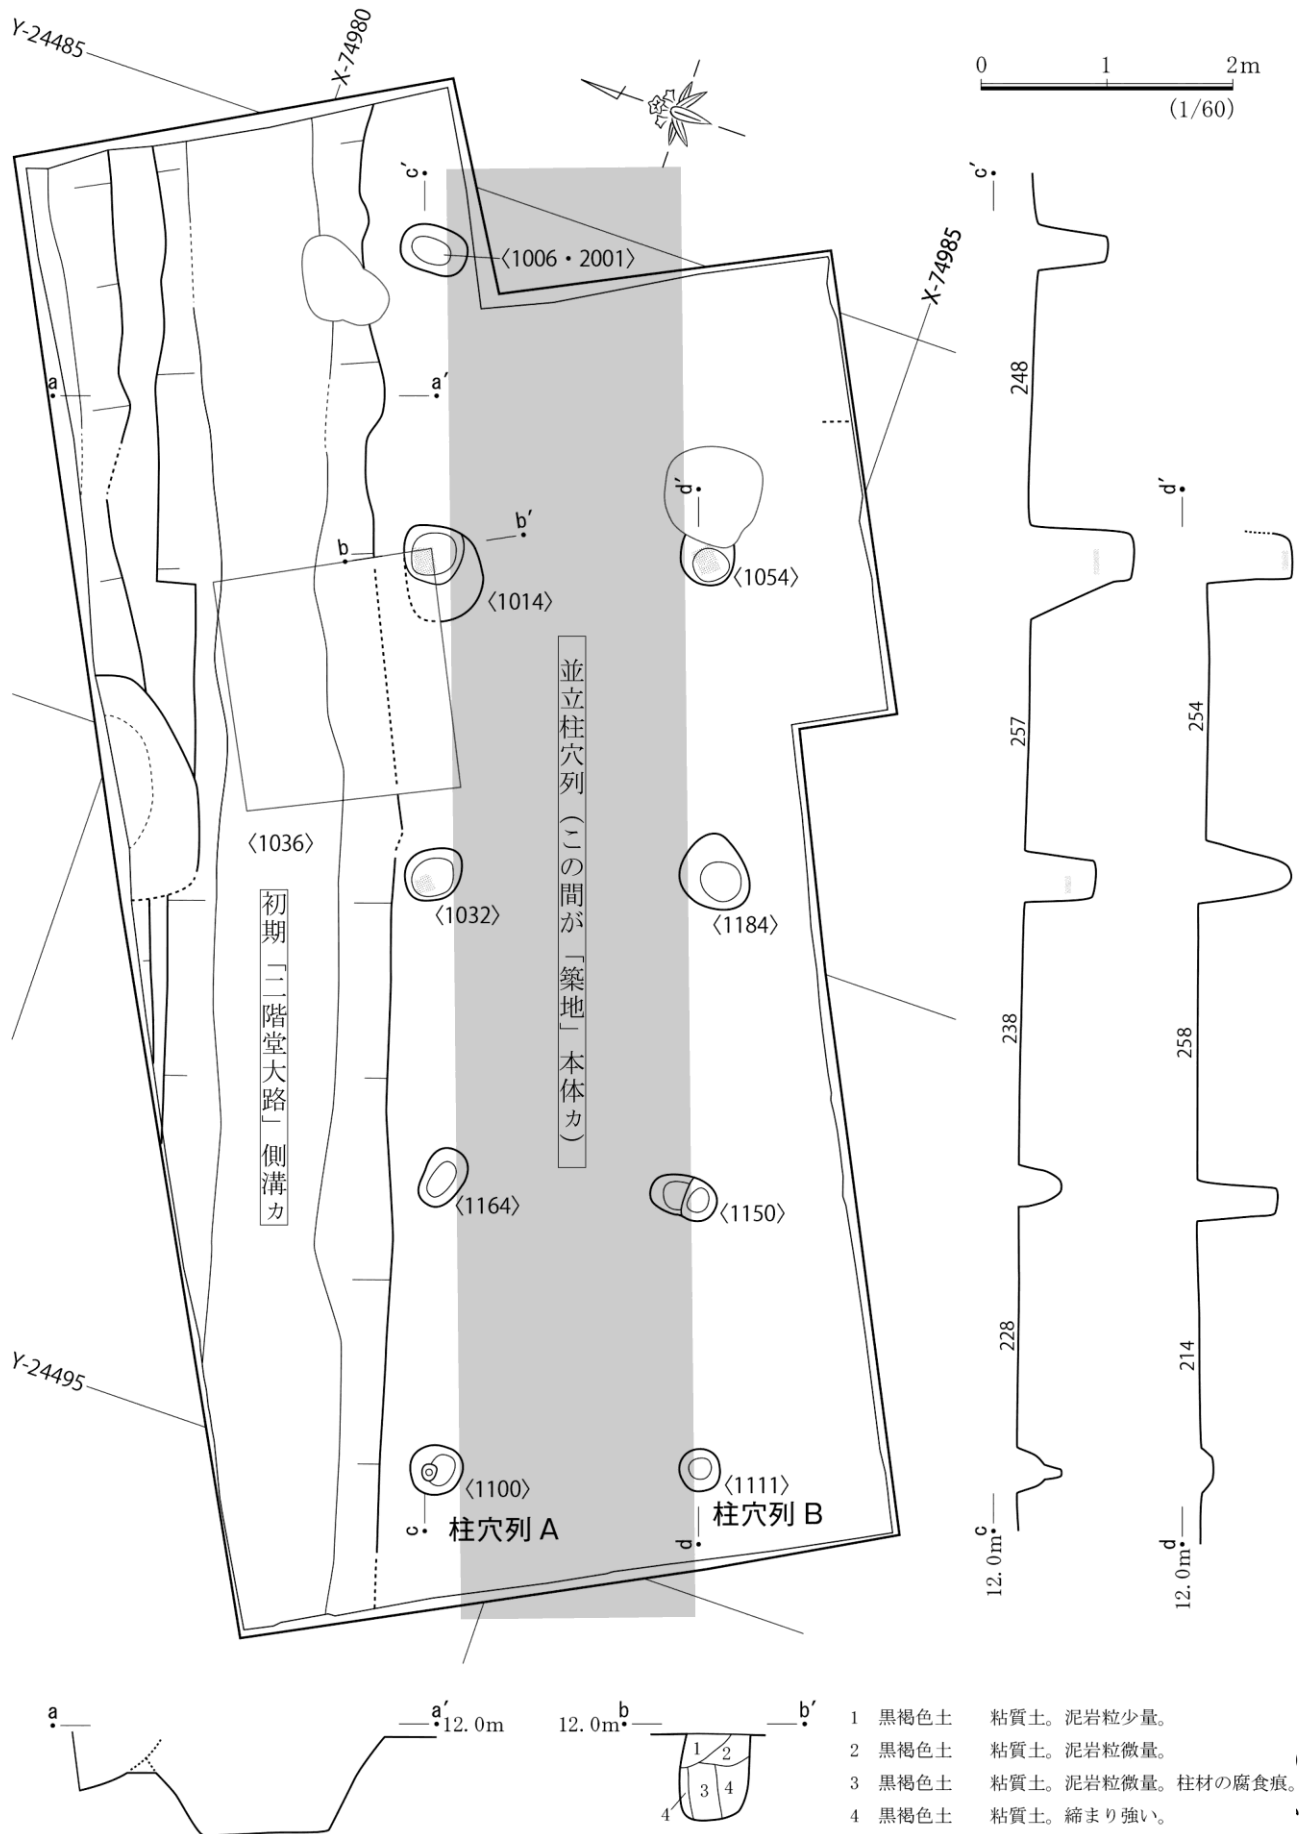 Y-24485
X-74980
0 1 2m
(1/60)
c′
c′
〈1006・2001〉
X-74985
248
a
a′
d′
d′
b′
b
〈1054〉
〈1014〉
並立柱穴列（この間が「築地」本体ヵ）
257
254
〈1036〉
〈1032〉
〈1184〉
初期「二階堂大路」側溝ヵ
238
258
〈1164〉
〈1150〉
228
214
Y-24495
〈1100〉
〈1111〉
c
柱穴列 A
d
柱穴列 B
c
12.0m
d
12.0m
a
a′
12.0m
12.0m
b
b′
1 2
3 4
4
1 黒褐色土 粘質土。泥岩粒少量。
2 黒褐色土 粘質土。泥岩粒微量。
3 黒褐色土 粘質土。泥岩粒微量。柱材の腐食痕。
4 黒褐色土 粘質土。締まり強い。